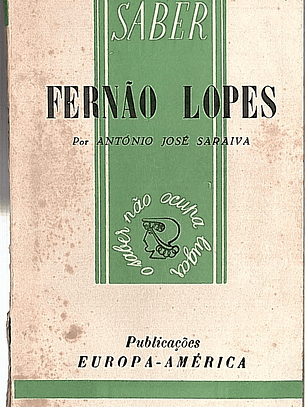 SABER
FERNÃO LOPES
Por ANTÓNIO JOSÉ SARAIVA
o saber não ocupa lugar
Publicações
EUROPA-AMÉRICA